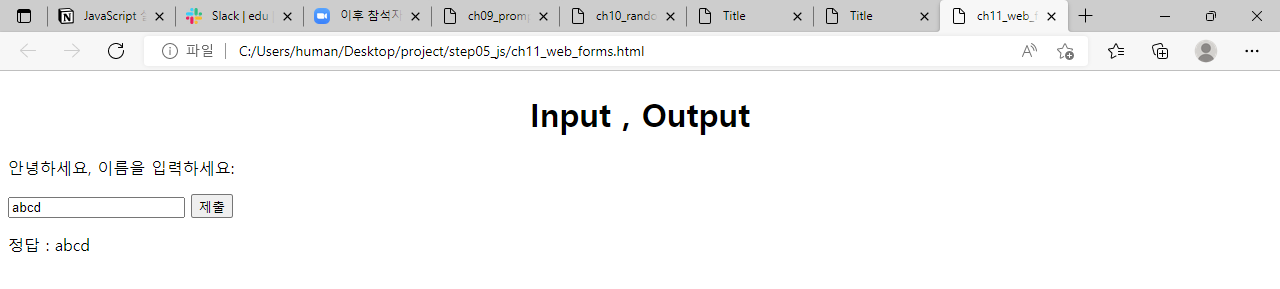 JavaScript
Slack | edu
이후 참석자
ch09_prom
ch10_rando
Title
Title
ch11_web_f
파일
C:/Users/human/Desktop/project/step05_js/ch11_web_forms.html
Input , Output
안녕하세요, 이름을 입력하세요:
abcd 제출
정답 : abcd